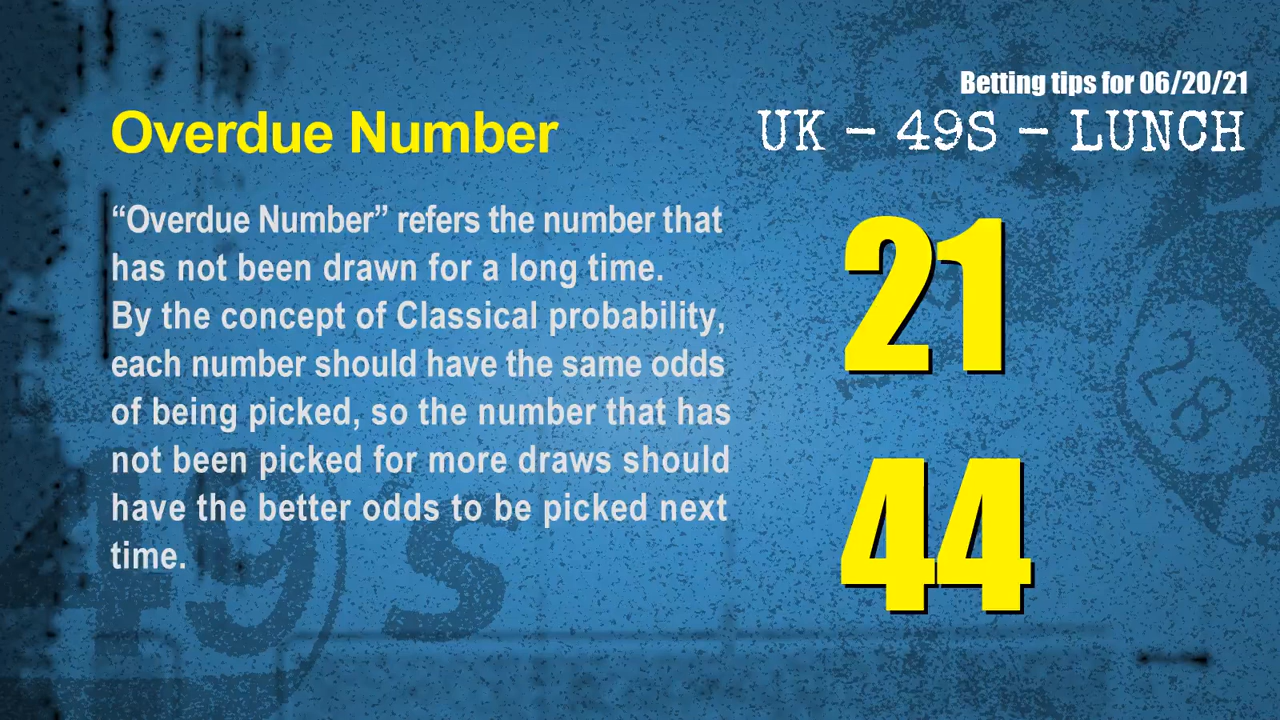 Betting tips for 06/20/21
UK - 49S - LUNCH
Overdue Number
“Overdue Number” refers the number that
has not been drawn for a long time.
By the concept of Classical probability,
each number should have the same odds
of being picked, so the number that has
not been picked for more draws should
have the better odds to be picked next
time.
21
44
28
49's